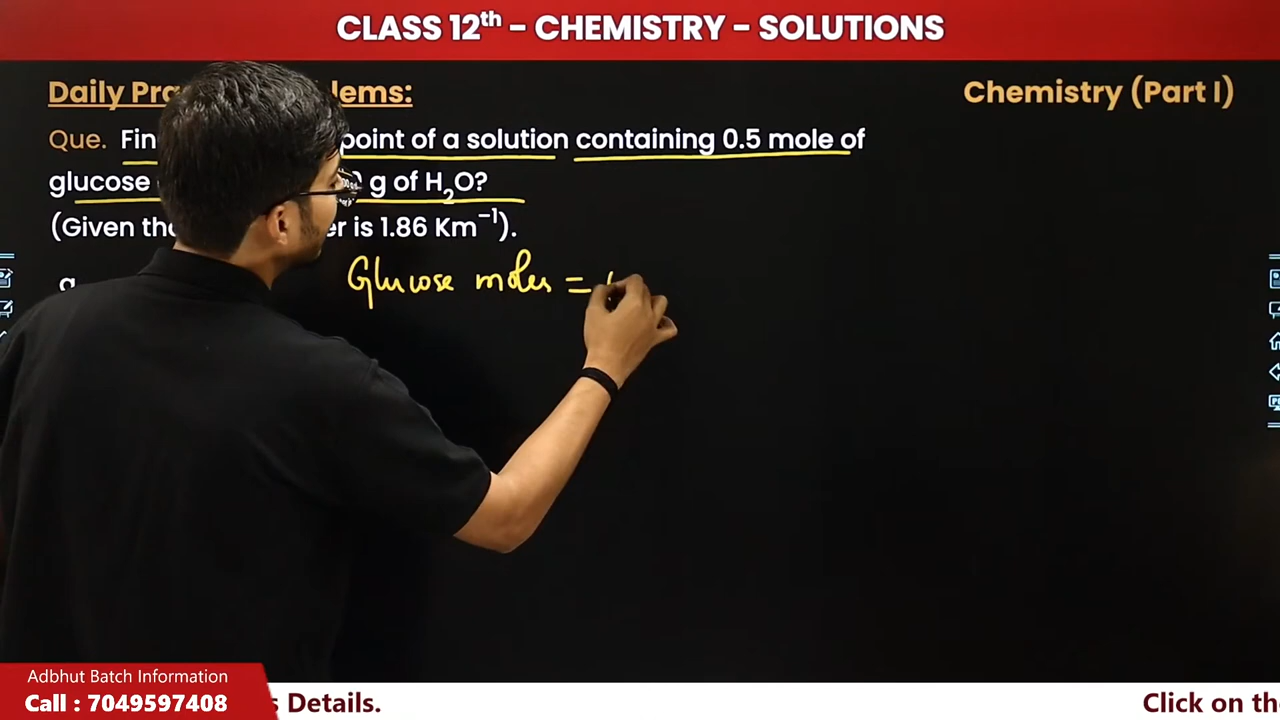 CLASS 12th - CHEMISTRY - SOLUTIONS
Daily Pra lems: Chemistry (Part I)
Que. Fin point of a solution containing 0.5 mole of
glucose g of H2O?
(Given tha r is 1.86 Km−1).
Glucose moles =
Adbhut Batch Information
Call : 7049597408
s Details. Click on th